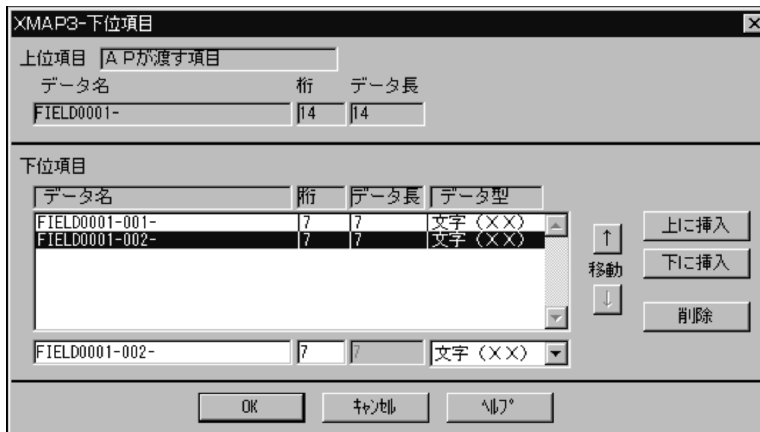 XMAP3-下位項目
上位項目 ＡＰが渡す項目
データ名 桁 データ長
FIELD0001- 14 14
下位項目
データ名 桁 データ長 データ型
FIELD0001-001- 7 7 文字（ＸＸ）
FIELD0001-002- 7 7 文字（ＸＸ）
↑
移動
↓
上に挿入
下に挿入
削除
FIELD0001-002- 7 7 文字（ＸＸ）
OK ｷｬﾝｾﾙ ﾍﾙﾌﾟ